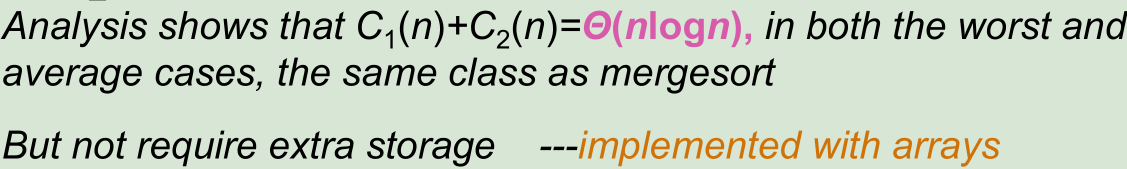 Analysis shows that C₁(n)+C₂(n)=Θ(nlogn), in both the worst and
average cases, the same class as mergesort
But not require extra storage ---implemented with arrays